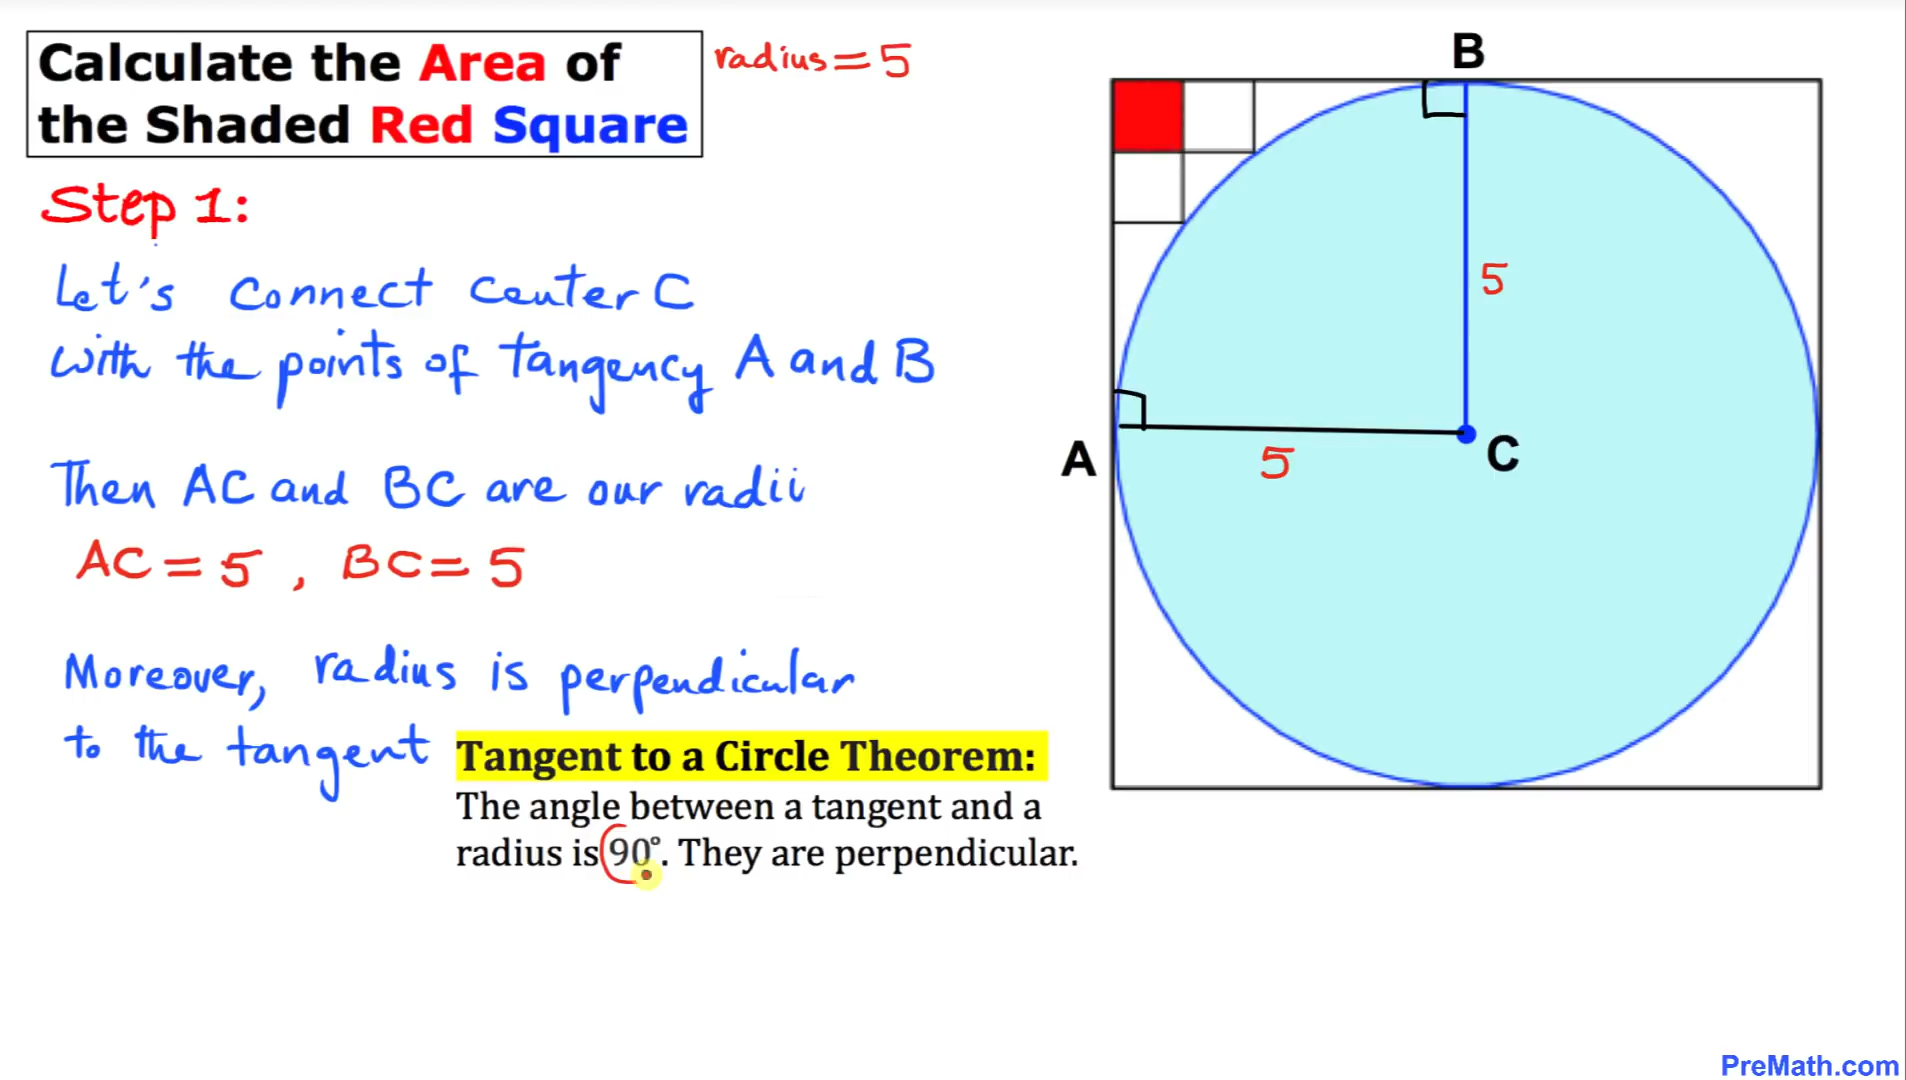 Calculate the Area of
the Shaded Red Square
radius = 5
Step 1:
Let's connect center C
with the points of tangency A and B
Then AC and BC are our radii
AC = 5 , BC = 5
Moreover, radius is perpendicular
to the tangent
Tangent to a Circle Theorem:
The angle between a tangent and a
radius is 90°. They are perpendicular.
B
5
A
5
C
PreMath.com